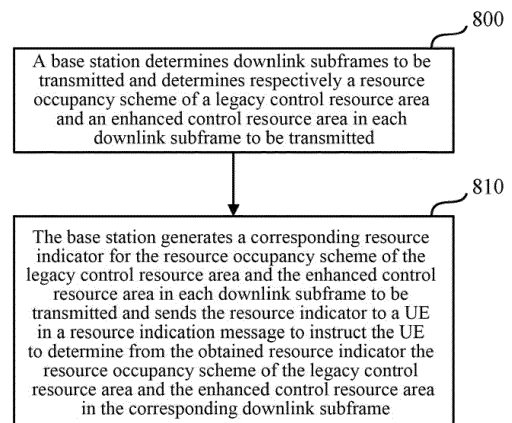 800
A base station determines downlink subframes to be
transmitted and determines respectively a resource
occupancy scheme of a legacy control resource area
and an enhanced control resource area in each
downlink subframe to be transmitted
810
The base station generates a corresponding resource
indicator for the resource occupancy scheme of the
legacy control resource area and the enhanced control
resource area in each downlink subframe to be
transmitted and sends the resource indicator to a UE
in a resource indication message to instruct the UE
to determine from the obtained resource indicator the
resource occupancy scheme of the legacy control
resource area and the enhanced control resource area
in the corresponding downlink subframe